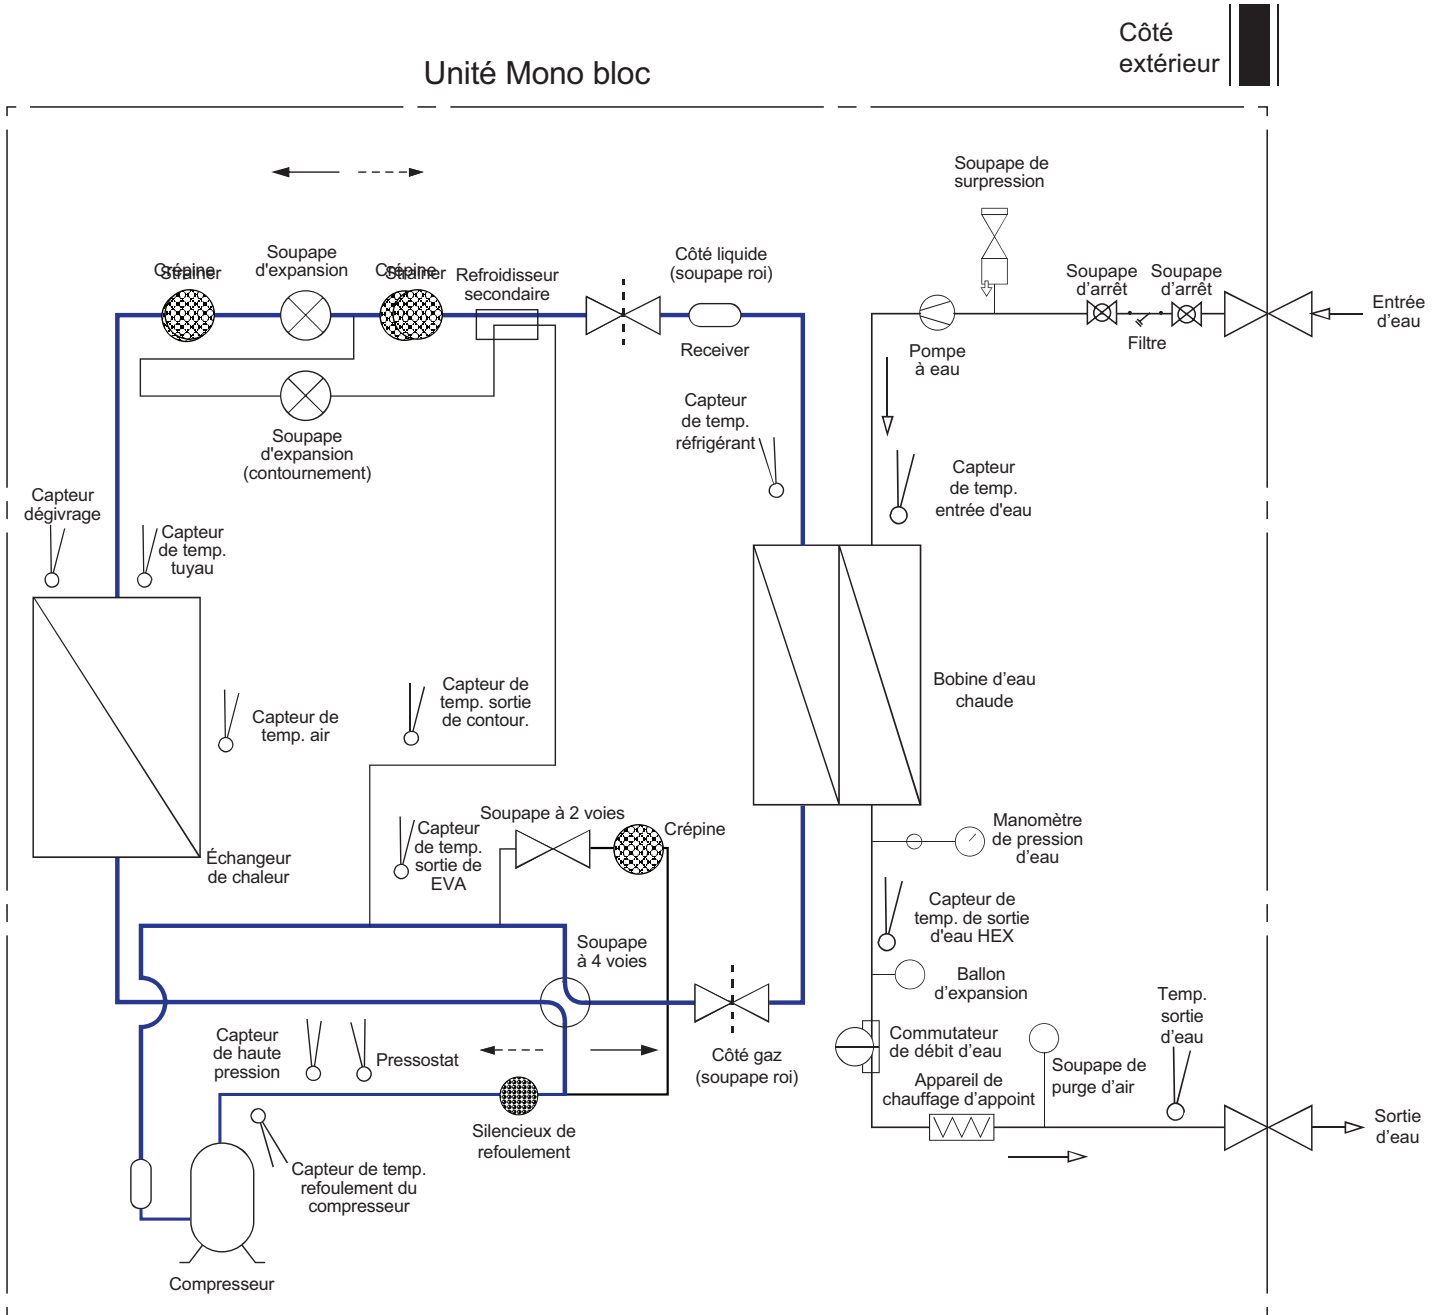 Côté
extérieur
Unité Mono bloc
Soupape de
surpression
Crépine
Strainer
Soupape
d'expansion
Crépine
Strainer
Refroidisseur
secondaire
Côté liquide
(soupape roi)
Receiver
Soupape
d'arrêt
Soupape
d'arrêt
Filtre
Entrée
d'eau
Pompe
à eau
Soupape
d'expansion
(contournement)
Capteur
de temp.
réfrigérant
Capteur
de temp.
entrée d'eau
Capteur
dégivrage
Capteur
de temp.
tuyau
Capteur de
temp. air
Capteur de
temp. sortie
de contour.
Bobine d'eau
chaude
Échangeur
de chaleur
Soupape à 2 voies
Capteur
de temp.
sortie de
EVA
Crépine
Manomètre
de pression
d'eau
Capteur de
temp. de sortie
d'eau HEX
Soupape
à 4 voies
Ballon
d'expansion
Temp.
sortie
d'eau
Capteur
de haute
pression
Pressostat
Côté gaz
(soupape roi)
Commutateur
de débit d'eau
Soupape de
purge d'air
Appareil de
chauffage d'appoint
Silencieux de
refoulement
Sortie
d'eau
Capteur de temp.
refoulement du
compresseur
Compresseur